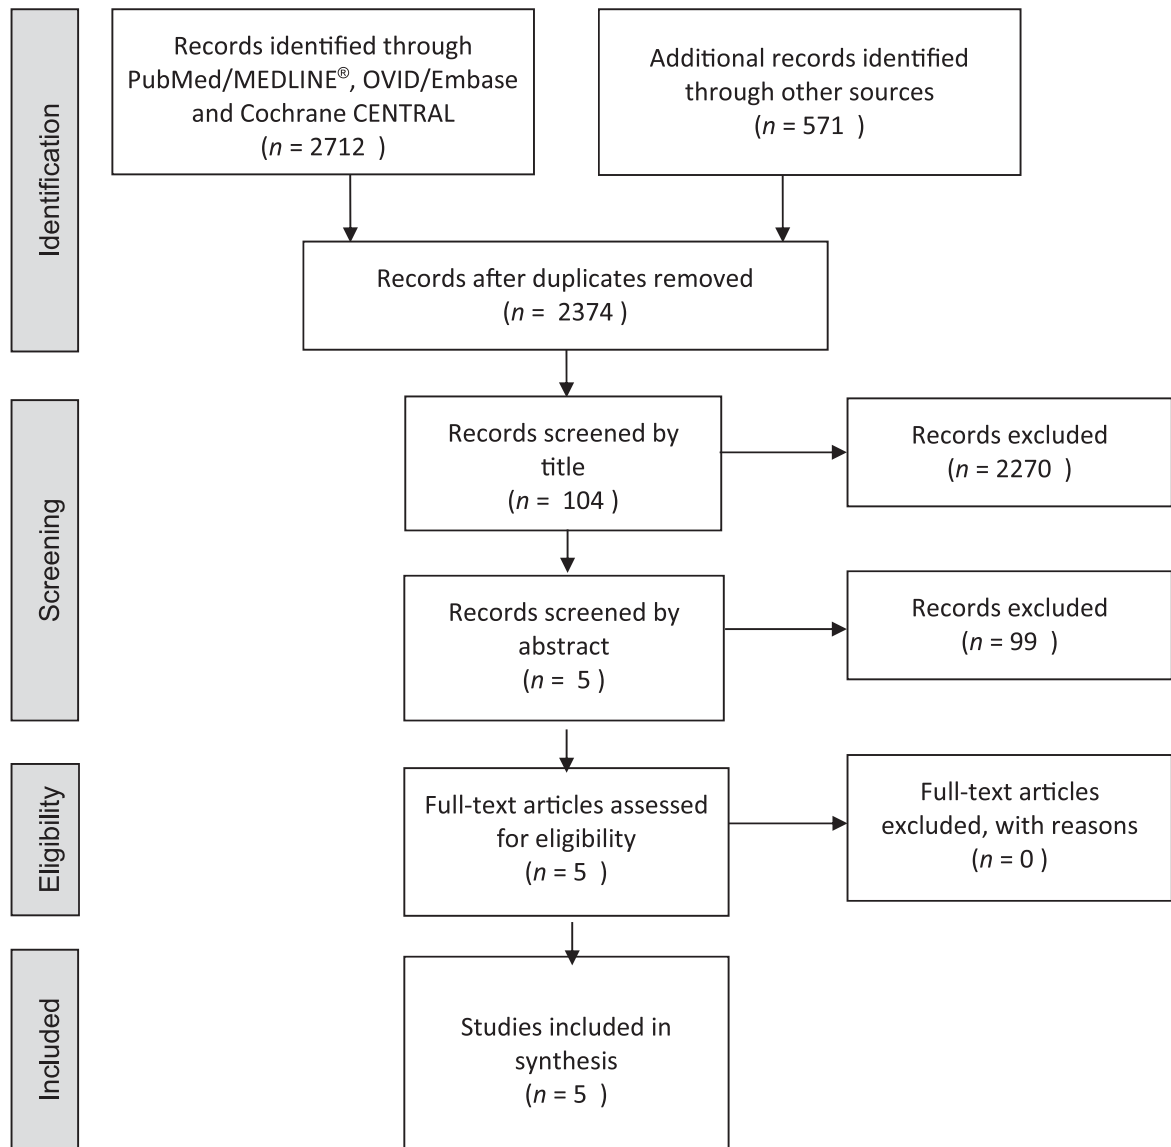 Identification
Records identified through
PubMed/MEDLINE®, OVID/Embase
and Cochrane CENTRAL
(n = 2712 )
Additional records identified
through other sources
(n = 571 )
Records after duplicates removed
(n = 2374 )
Screening
Records screened by
title
(n = 104 )
Records excluded
(n = 2270 )
Records screened by
abstract
(n = 5 )
Records excluded
(n = 99 )
Eligibility
Full-text articles assessed
for eligibility
(n = 5 )
Full-text articles
excluded, with reasons
(n = 0 )
Included
Studies included in
synthesis
(n = 5 )